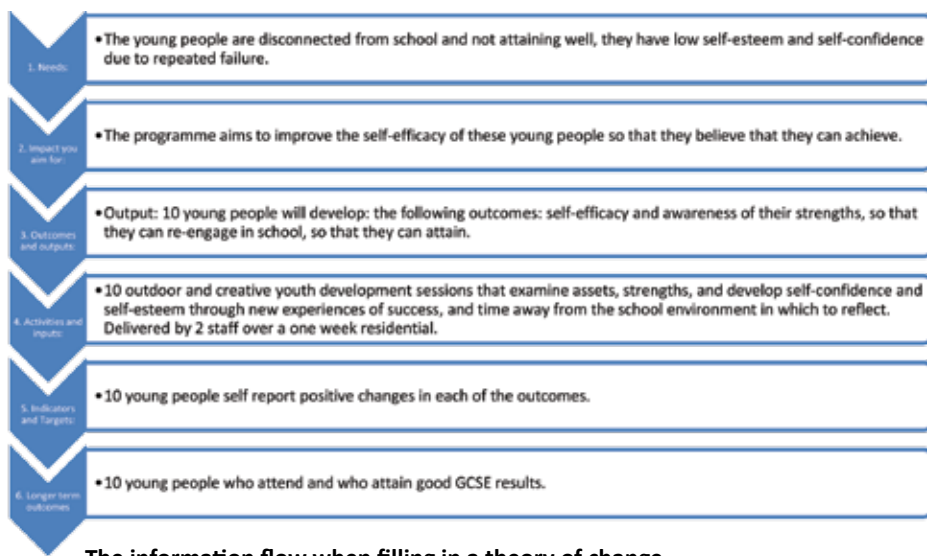 1. Needs:
•The young people are disconnected from school and not attaining well, they have low self-esteem and self-confidence
due to repeated failure.
2. Impact you
aim for:
•The programme aims to improve the self-efficacy of these young people so that they believe that they can achieve.
3. Outcomes
and outputs:
•Output: 10 young people will develop: the following outcomes: self-efficacy and awareness of their strengths, so that
they can re-engage in school, so that they can attain.
4. Activities and
inputs:
•10 outdoor and creative youth development sessions that examine assets, strengths, and develop self-confidence and
self-esteem through new experiences of success, and time away from the school environment in which to reflect.
Delivered by 2 staff over a one week residential.
5. Indicators
and Targets:
•10 young people self report positive changes in each of the outcomes.
6. Longer term
outcomes
•10 young people who attend and who attain good GCSE results.
The information flow when filling in a theory of change